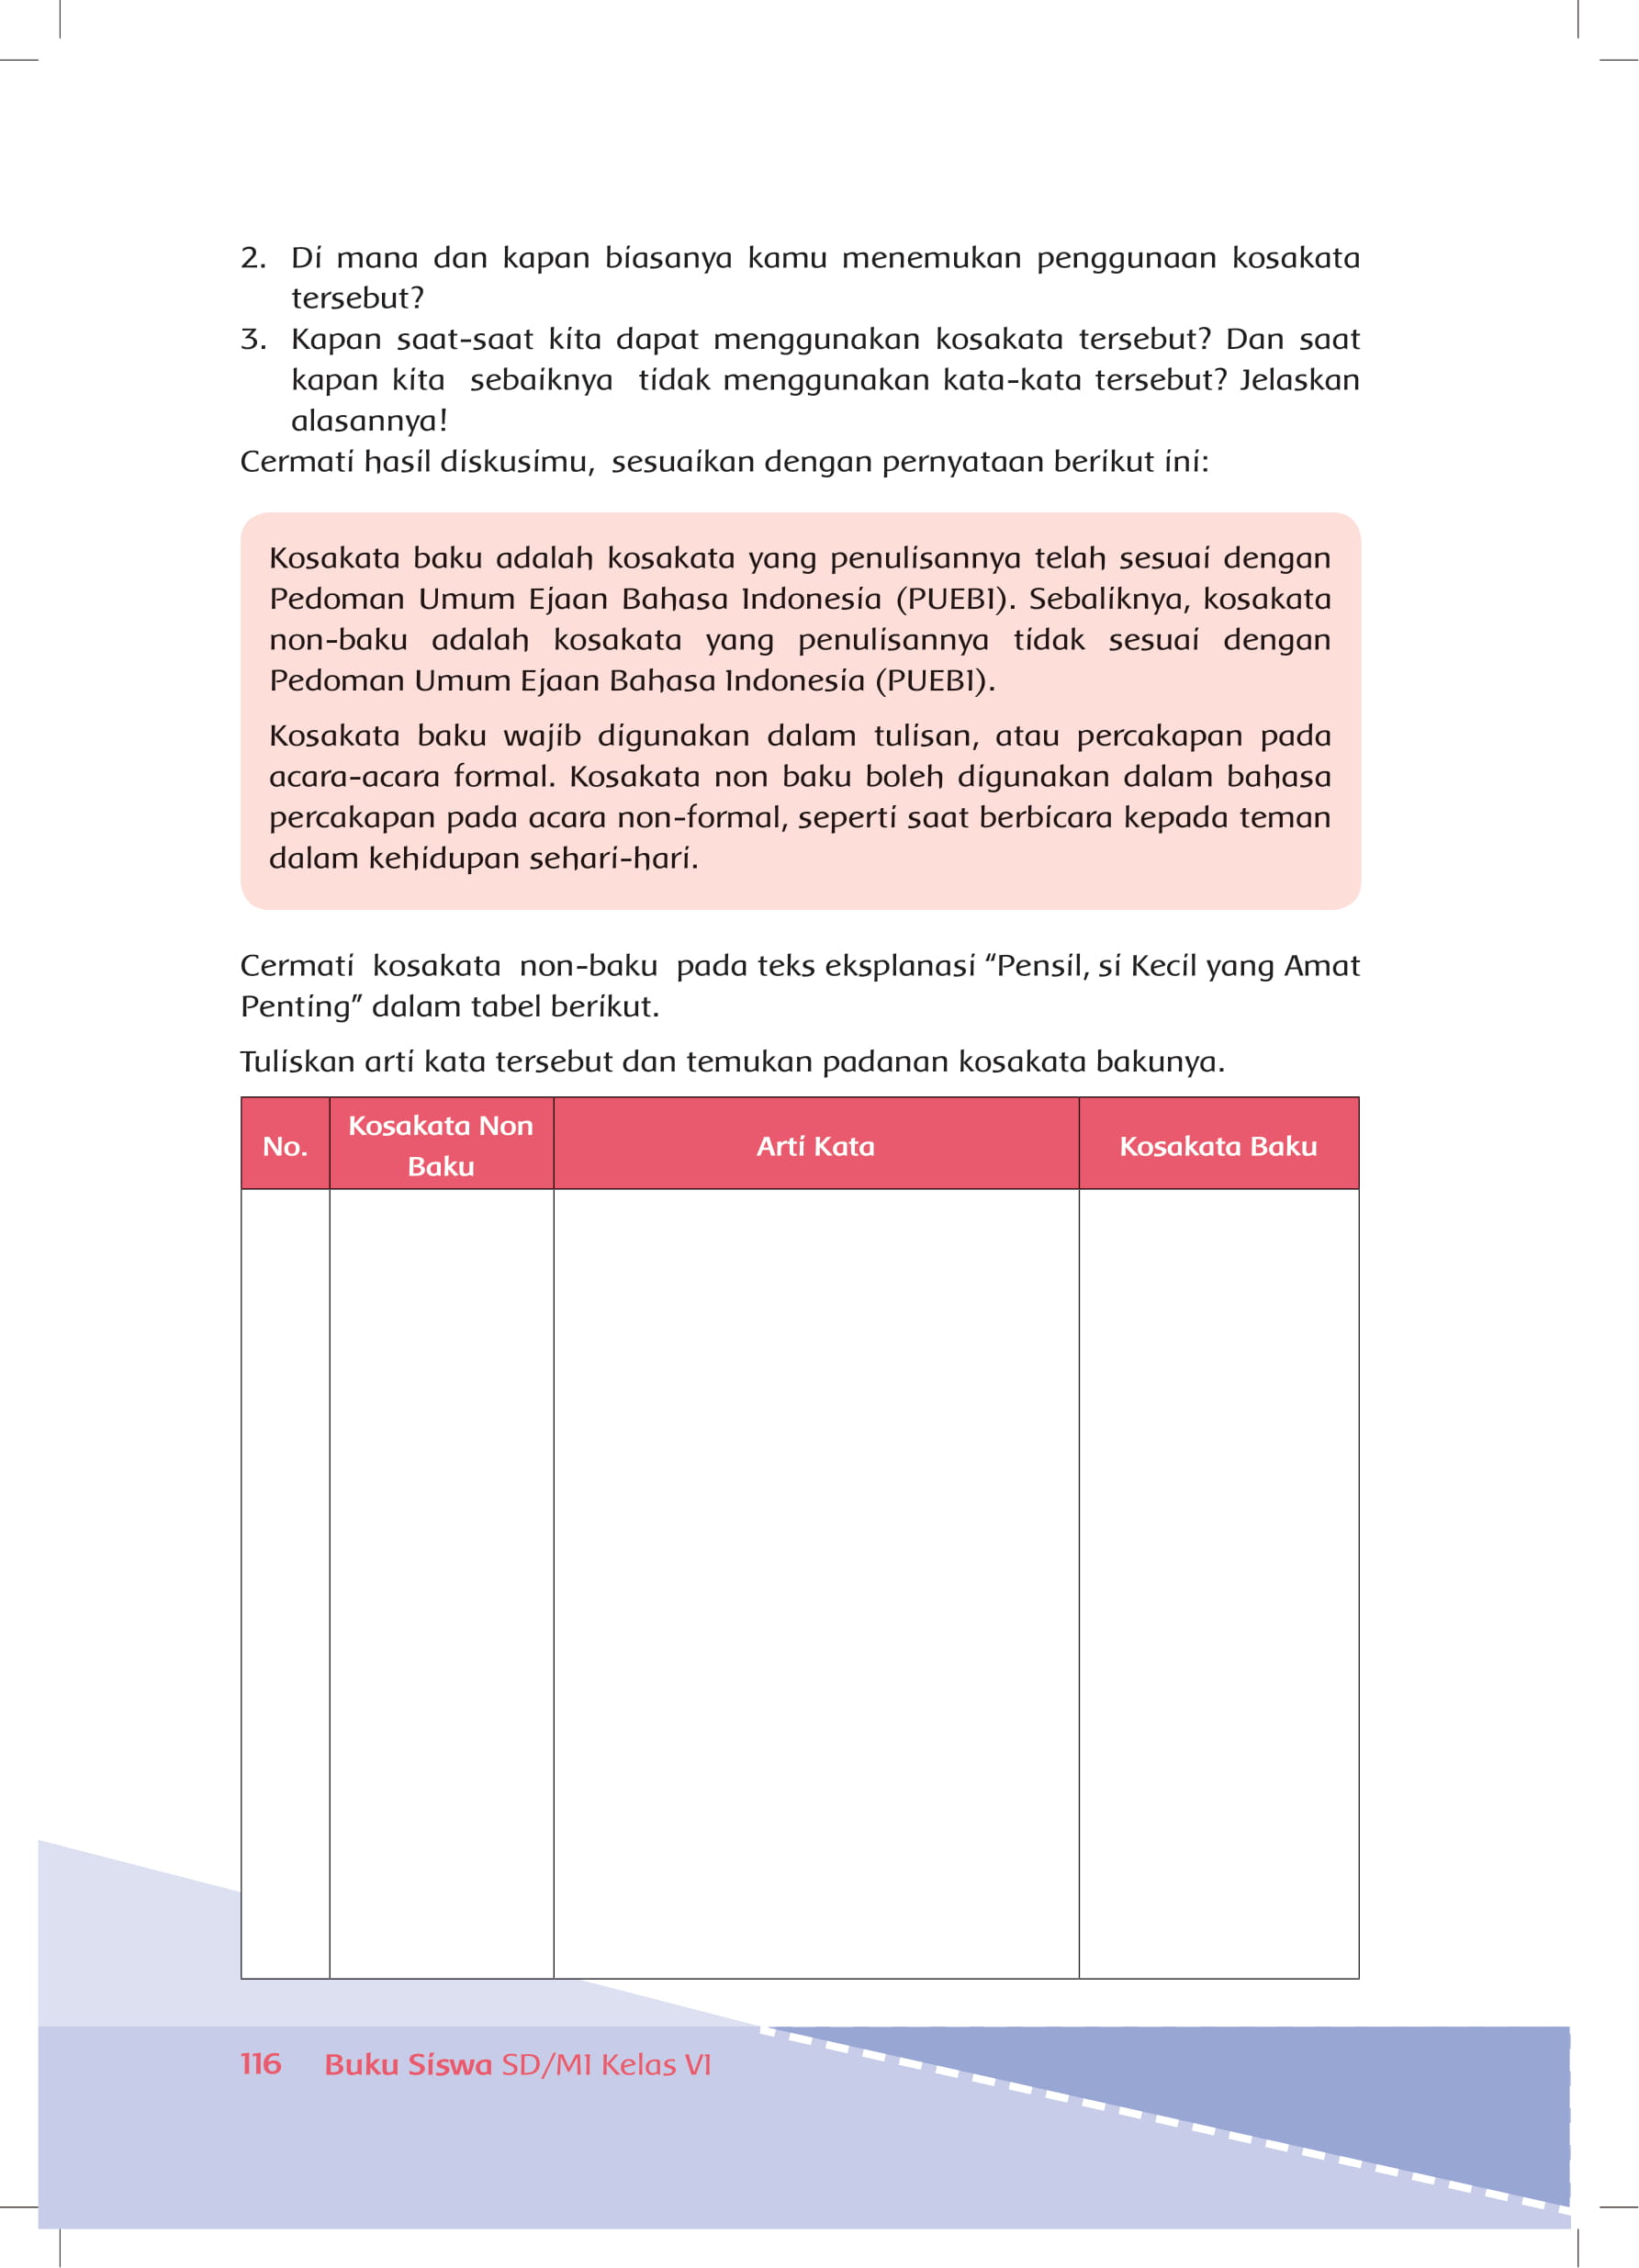 2. Di mana dan kapan biasanya kamu menemukan penggunaan kosakata
tersebut?
3. Kapan saat-saat kita dapat menggunakan kosakata tersebut? Dan saat
kapan kita sebaiknya tidak menggunakan kata-kata tersebut? Jelaskan
alasannya!
Cermati hasil diskusimu, sesuaikan dengan pernyataan berikut ini:
Kosakata baku adalah kosakata yang penulisannya telah sesuai dengan
Pedoman Umum Ejaan Bahasa Indonesia (PUEBI). Sebaliknya, kosakata
non-baku adalah kosakata yang penulisannya tidak sesuai dengan
Pedoman Umum Ejaan Bahasa Indonesia (PUEBI).
Kosakata baku wajib digunakan dalam tulisan, atau percakapan pada
acara-acara formal. Kosakata non baku boleh digunakan dalam bahasa
percakapan pada acara non-formal, seperti saat berbicara kepada teman
dalam kehidupan sehari-hari.
Cermati kosakata non-baku pada teks eksplanasi “Pensil, si Kecil yang Amat
Penting” dalam tabel berikut.
Tuliskan arti kata tersebut dan temukan padanan kosakata bakunya.
No.
Kosakata Non
Baku
Arti Kata
Kosakata Baku
116 Buku Siswa SD/MI Kelas VI